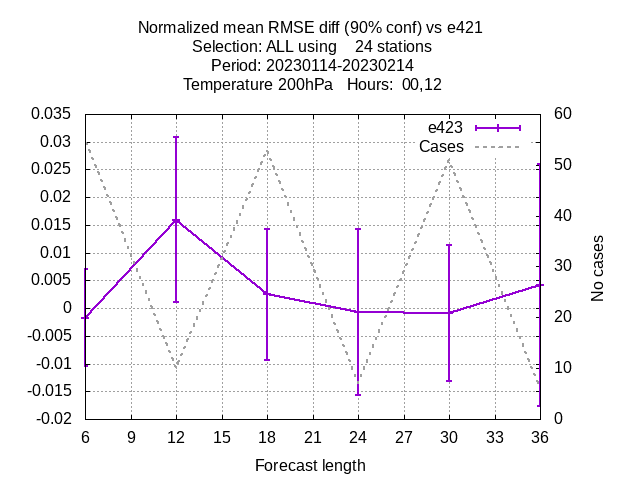 Normalized mean RMSE diff (90% conf) vs e421
Selection: ALL using    24 stations
Period: 20230114-20230214
Temperature 200hPa   Hours:  00,12
0.035
0.03
0.025
0.02
0.015
0.01
0.005
0
-0.005
-0.01
-0.015
-0.02
e423
Cases
60
50
40
30
20
10
0
No cases
6 9 12 15 18 21 24 27 30 33 36
Forecast length